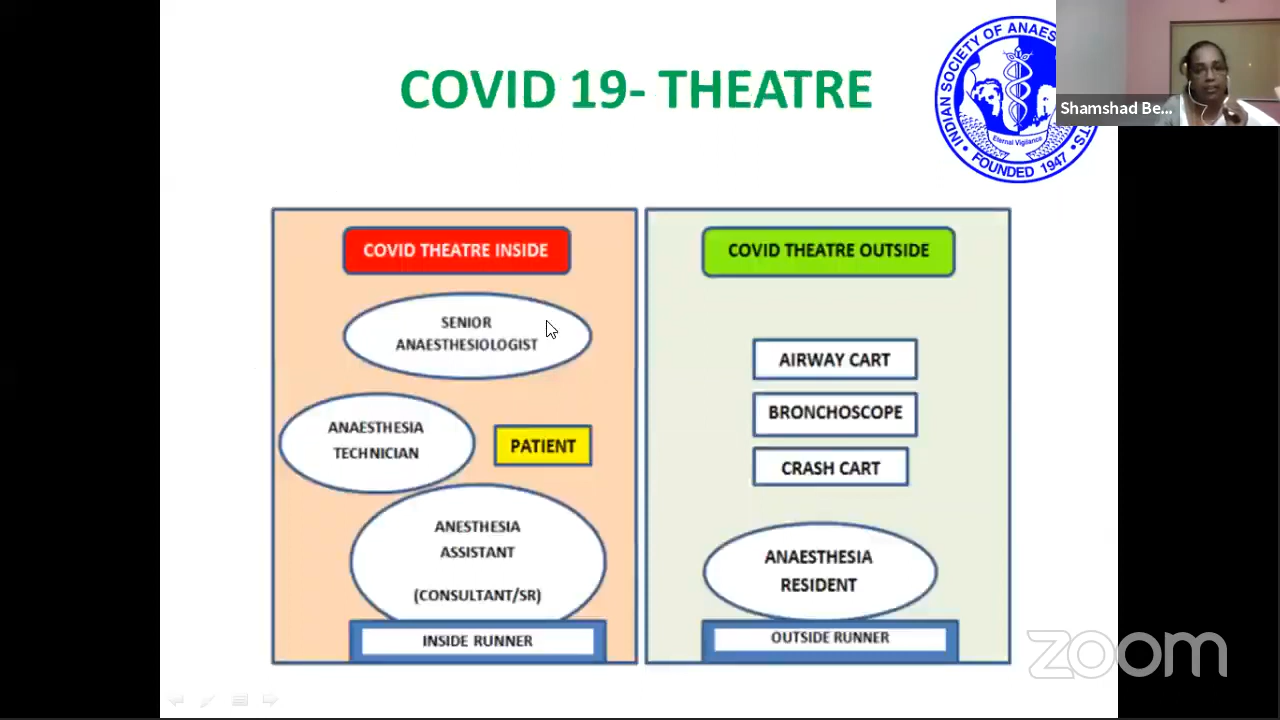 COVID 19- THEATRE
INDIAN SOCIETY OF ANAES
TS
Eternal Vigilance
• FOUNDED 1947 •
Shamshad Be...
COVID THEATRE INSIDE
SENIOR
ANAESTHESIOLOGIST
ANAESTHESIA
TECHNICIAN
PATIENT
ANESTHESIA
ASSISTANT
(CONSULTANT/SR)
INSIDE RUNNER
COVID THEATRE OUTSIDE
AIRWAY CART
BRONCHOSCOPE
CRASH CART
ANAESTHESIA
RESIDENT
OUTSIDE RUNNER
zoom